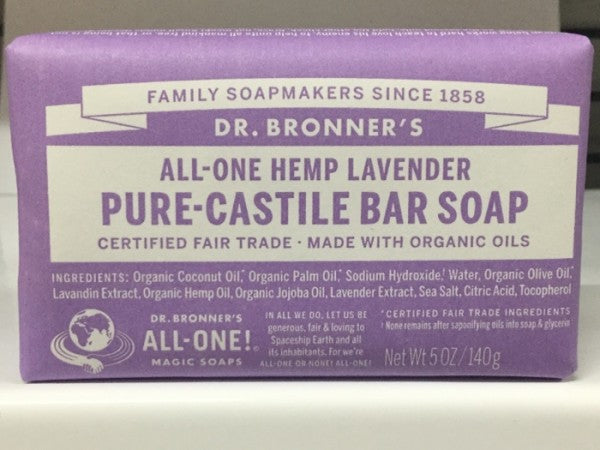 FAMILY SOAPMAKERS SINCE 1858
DR. BRONNER'S
ALL-ONE HEMP LAVENDER
PURE-CASTILE BAR SOAP
CERTIFIED FAIR TRADE · MADE WITH ORGANIC OILS
INGREDIENTS: Organic Coconut Oil,* Organic Palm Oil,* Sodium Hydroxide,† Water, Organic Olive Oil,*
Lavandin Extract, Organic Hemp Oil, Organic Jojoba Oil, Lavender Extract, Sea Salt, Citric Acid, Tocopherol
DR. BRONNER'S
ALL-ONE!
MAGIC SOAPS
IN ALL WE DO, LET US BE
generous, fair & loving to
Spaceship Earth and all
its inhabitants. For we're
ALL-ONE OR NONE! ALL-ONE!
*CERTIFIED FAIR TRADE INGREDIENTS
† None remains after saponifying oils into soap & glycerin
Net Wt 5 OZ/140g